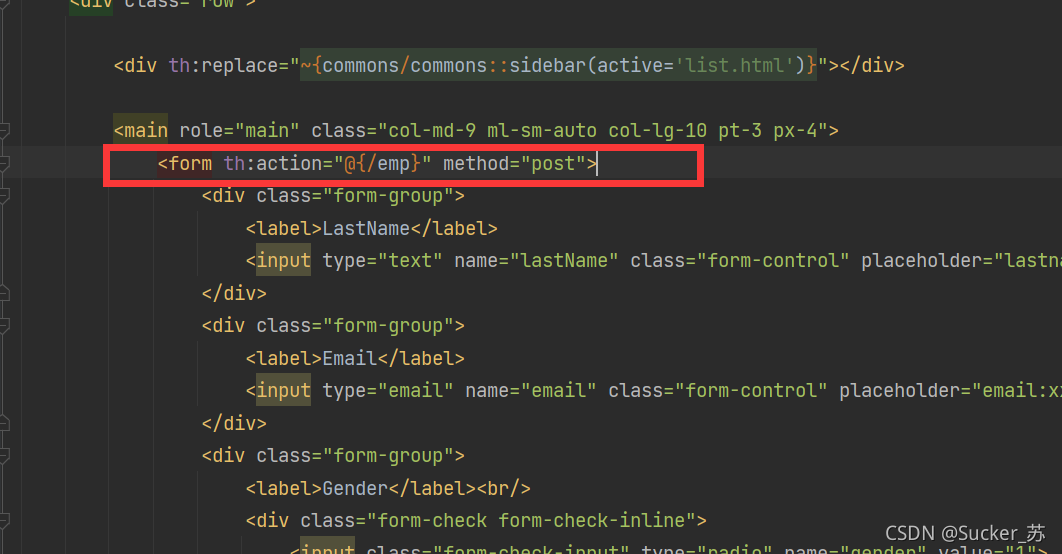 <div class="row">
<div th:replace="~{commons/commons::sidebar(active='list.html')}"></div>
<main role="main" class="col-md-9 ml-sm-auto col-lg-10 pt-3 px-4">
<form th:action="@{/emp}" method="post">
<div class="form-group">
<label>LastName</label>
<input type="text" name="lastName" class="form-control" placeholder="lastna
</div>
<div class="form-group">
<label>Email</label>
<input type="email" name="email" class="form-control" placeholder="email:x
</div>
<div class="form-group">
<label>Gender</label><br/>
<div class="form-check form-check-inline">
<input class="form-check-input" type="radio" name="gender" value="1">
CSDN @Sucker_苏